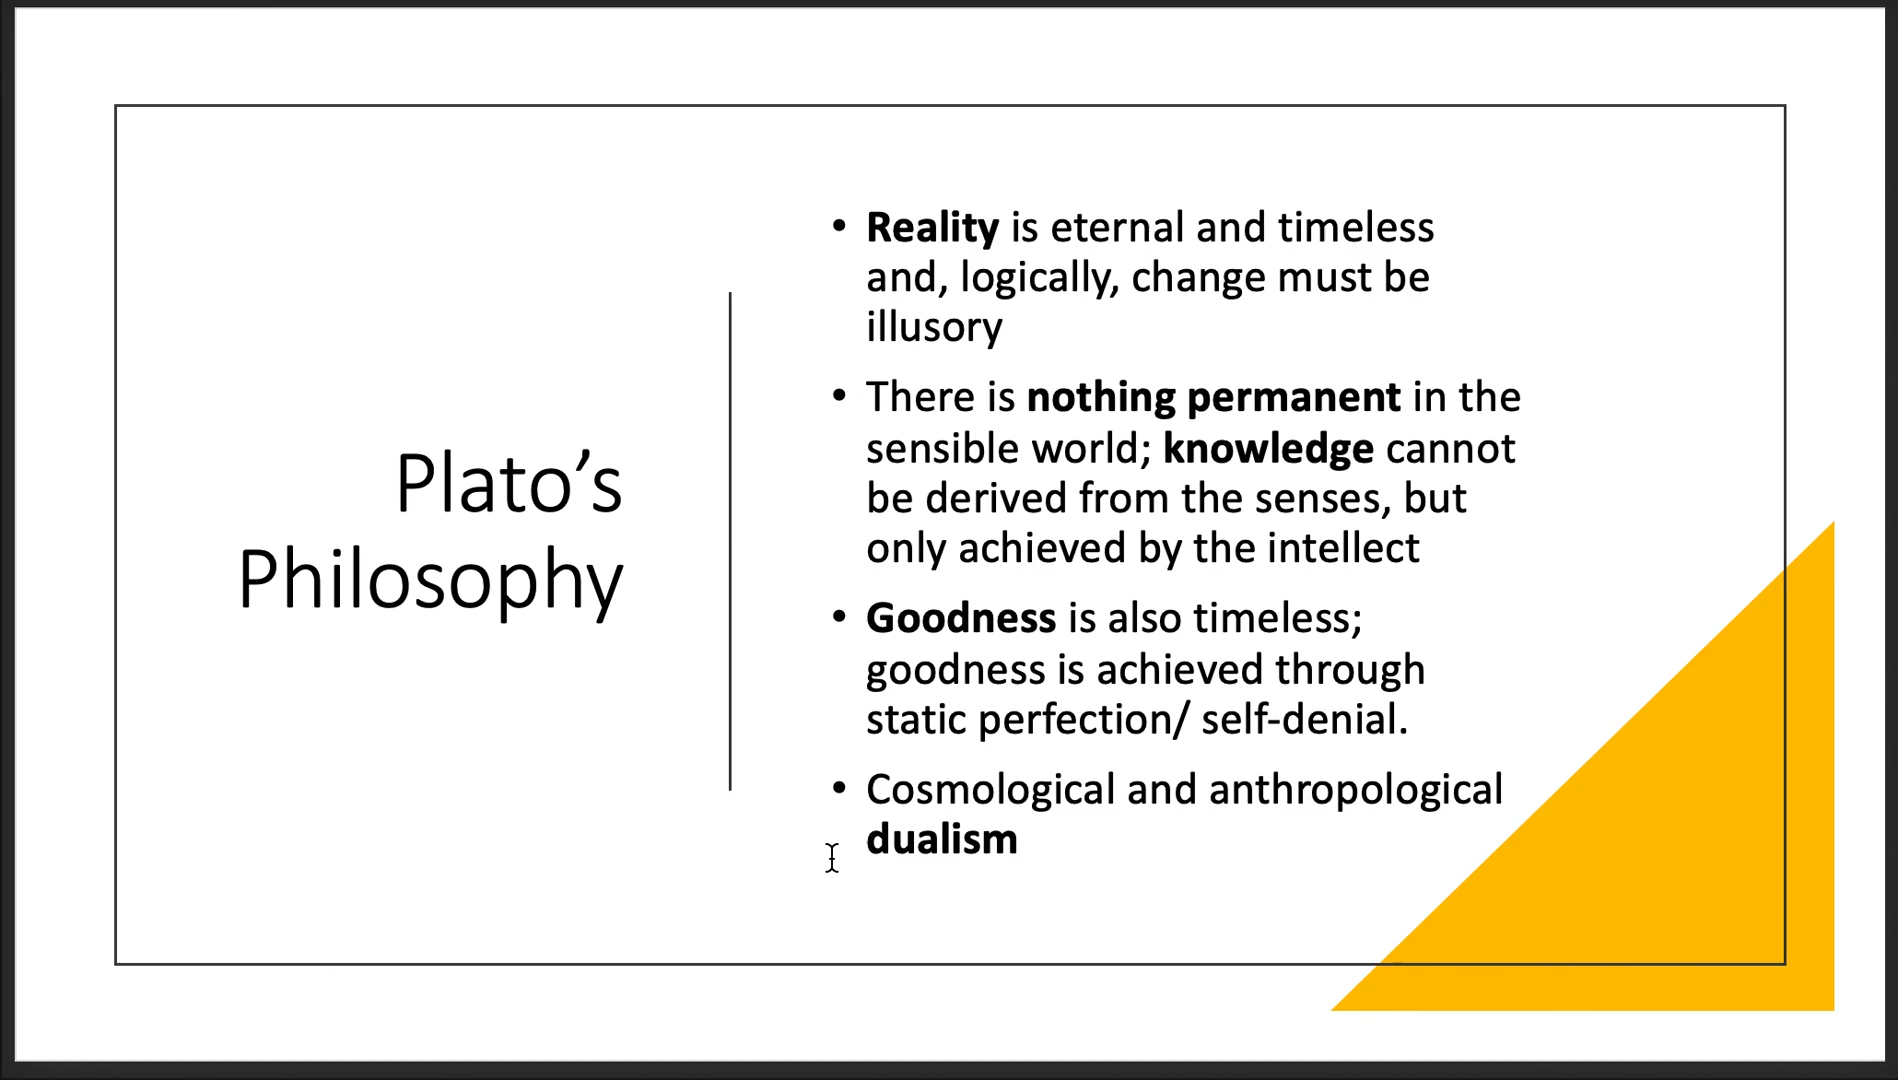 Plato’s
Philosophy
• Reality is eternal and timeless
and, logically, change must be
illusory
• There is nothing permanent in the
sensible world; knowledge cannot
be derived from the senses, but
only achieved by the intellect
• Goodness is also timeless;
goodness is achieved through
static perfection/ self-denial.
• Cosmological and anthropological
dualism